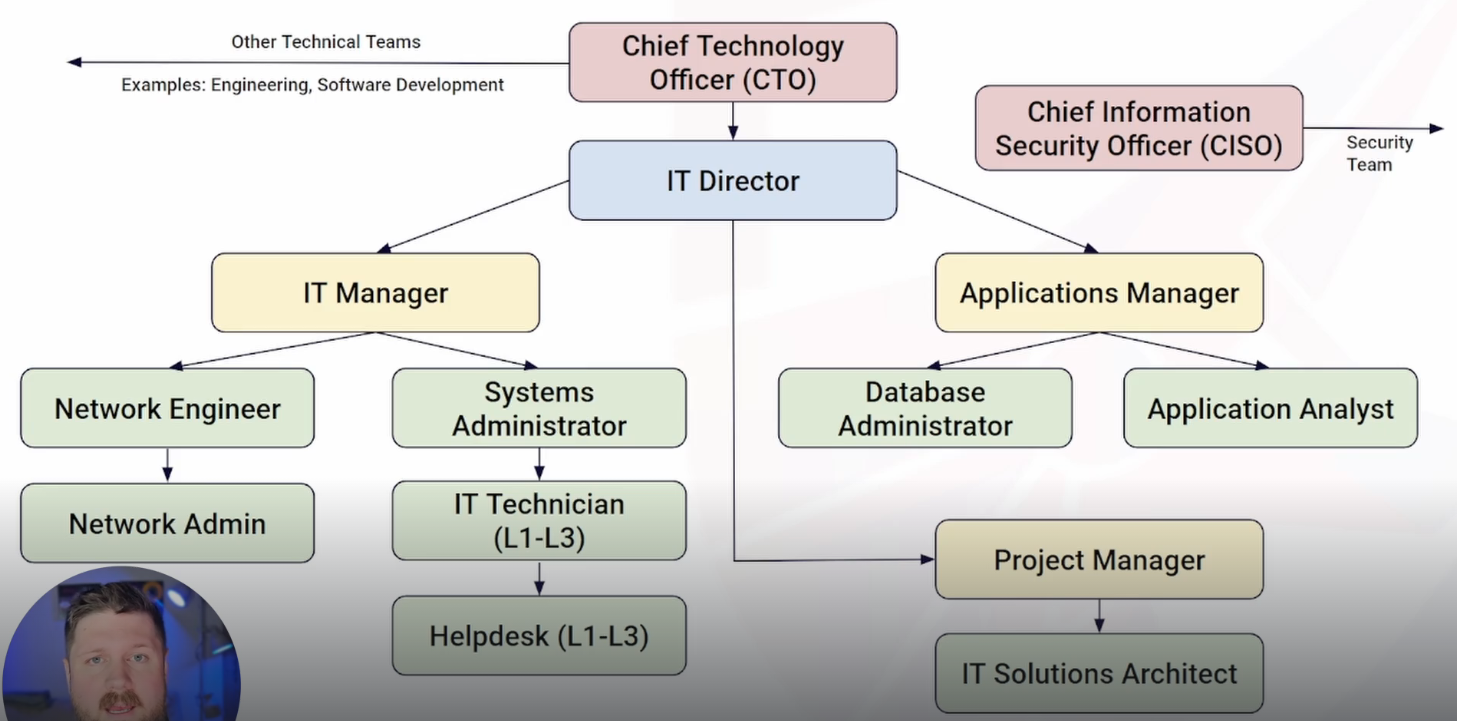 Other Technical Teams
Examples: Engineering, Software Development
Chief Technology
Officer (CTO)
Chief Information
Security Officer (CISO)
Security
Team
IT Director
IT Manager
Applications Manager
Network Engineer
Systems
Administrator
Database
Administrator
Application Analyst
Network Admin
IT Technician
(L1-L3)
Project Manager
Helpdesk (L1-L3)
IT Solutions Architect